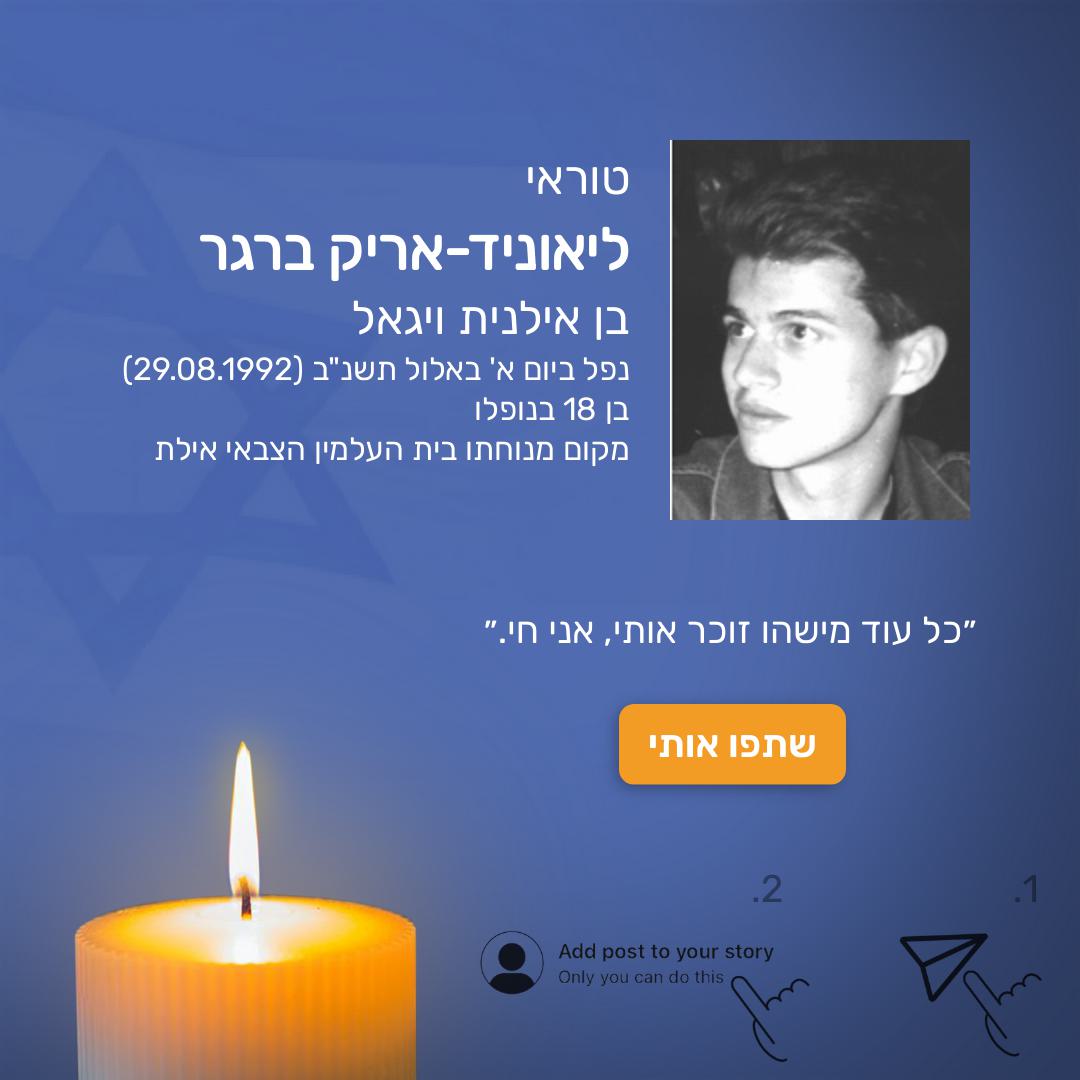 טוראי
ליאוניד-אריק ברגר
בן אילנית ויגאל
נפל ביום א' באלול תשנ"ב (29.08.1992)
בן 18 בנופלו
מקום מנוחתו בית העלמין הצבאי אילת
״כל עוד מישהו זוכר אותי, אני חי.״
שתפו אותי
1.
2.
Add post to your story
Only you can do this